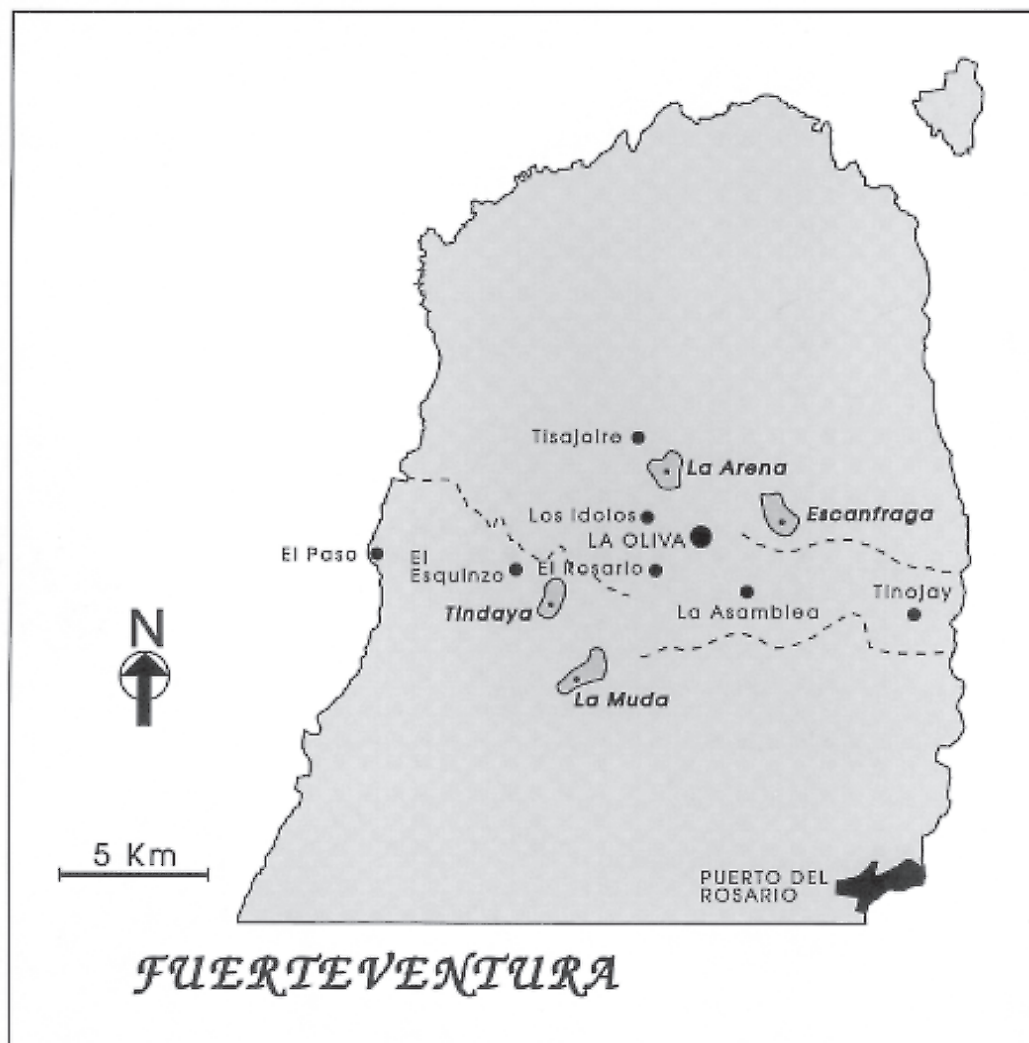 Tisajaire
La Arena
Escanfraga
Los Idolos
LA OLIVA
El Paso
El
Esquinzo
El Rosario
Tindaya
La Asamblea
Tinojay
La Muda
N
5 Km
PUERTO DEL
ROSARIO
FUERTEVENTURA